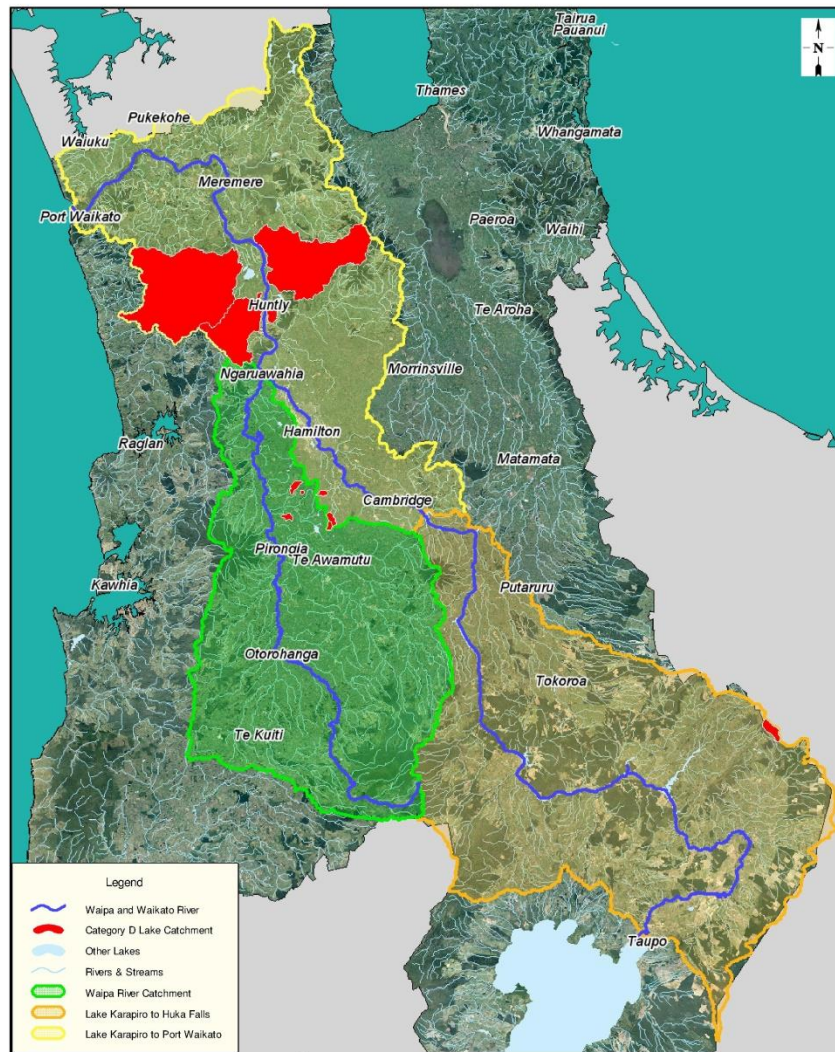 Tairua
Pauanui
N
Thames
Pukekohe
Whangamata
Waiuku
Meremere
Port Waikato
Paeroa
Waihi
Huntly
Te Aroha
Ngaruawahia
Morrinsville
Hamilton
Raglan
Matamata
Cambridge
Pirongia
Te Awamutu
Kawhia
Putaruru
Otorohanga
Tokoroa
Te Kuiti
Taupo
Legend
Waipa and Waikato River
Category D Lake Catchment
Other Lakes
Rivers & Streams
Waipa River Catchment
Lake Karapiro to Huka Falls
Lake Karapiro to Port Waikato